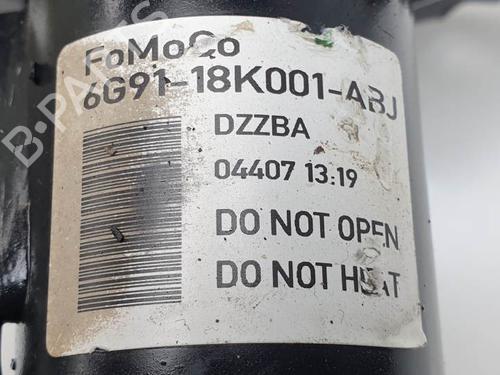 FoMoCo
6G91-18K001-ABJ
DZZBA
04407 13:19
DO NOT OPEN
DO NOT HEAT
B-PARTS